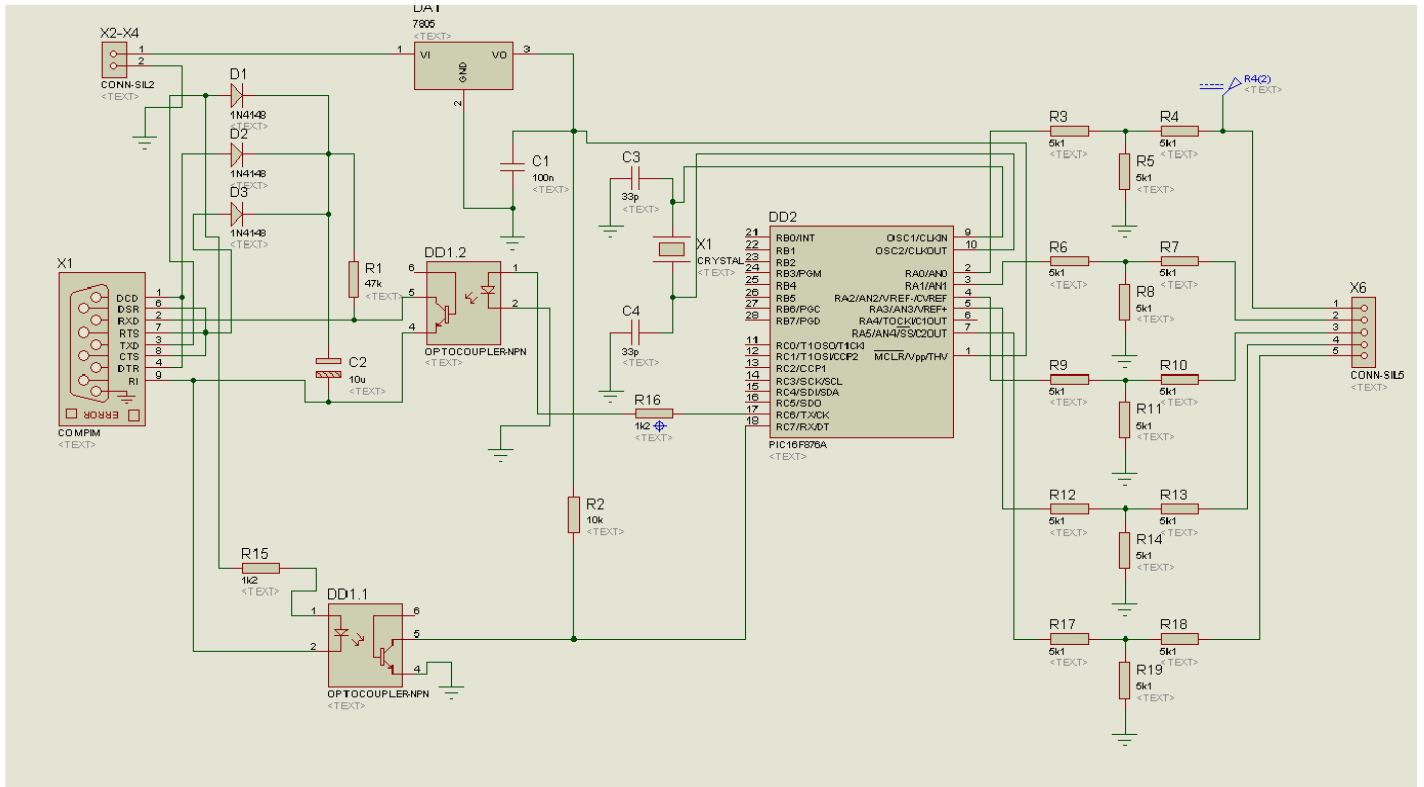 DA1
7805
<TEXT>
1 VI VO 3
GND
2
X2-X4
1
2
CONN-SIL2
<TEXT>
D1
1N4148
<TEXT>
D2
1N4148
<TEXT>
D3
1N4148
<TEXT>
C1
100n
<TEXT>
C3
33p
<TEXT>
X1
CRYSTAL
<TEXT>
C4
33p
<TEXT>
X1
DCD 1
DSR 6
RXD 2
RTS 7
TXD 3
CTS 8
DTR 4
RI 9
ERROR
COMPIM
<TEXT>
R1
47k
<TEXT>
C2
10u
<TEXT>
DD1.2
6
5
4
1
2
OPTOCOUPLER-NPN
<TEXT>
R16
1k2
<TEXT>
R2
10k
<TEXT>
R15
1k2
<TEXT>
DD1.1
1
2
6
5
4
OPTOCOUPLER-NPN
<TEXT>
DD2
21 RB0/INT
22 RB1
23 RB2
24 RB3/PGM
25 RB4
26 RB5
27 RB6/PGC
28 RB7/PGD
11 RC0/T1OSO/T1CKI
12 RC1/T1OSI/CCP2
13 RC2/CCP1
14 RC3/SCK/SCL
15 RC4/SDI/SDA
16 RC5/SDO
17 RC6/TX/CK
18 RC7/RX/DT
OSC1/CLKIN 9
OSC2/CLKOUT 10
RA0/AN0 2
RA1/AN1 3
RA2/AN2/VREF-/CVREF 4
RA3/AN3/VREF+ 5
RA4/T0CKI/C1OUT 6
RA5/AN4/SS/C2OUT 7
MCLR/Vpp/THV 1
PIC16F876A
<TEXT>
R4(2)
<TEXT>
R3
5k1
<TEXT>
R4
5k1
<TEXT>
R5
5k1
<TEXT>
R6
5k1
<TEXT>
R7
5k1
<TEXT>
R8
5k1
<TEXT>
R9
5k1
<TEXT>
R10
5k1
<TEXT>
R11
5k1
<TEXT>
R12
5k1
<TEXT>
R13
5k1
<TEXT>
R14
5k1
<TEXT>
R17
5k1
<TEXT>
R18
5k1
<TEXT>
R19
5k1
<TEXT>
X6
1
2
3
4
5
CONN-SIL5
<TEXT>